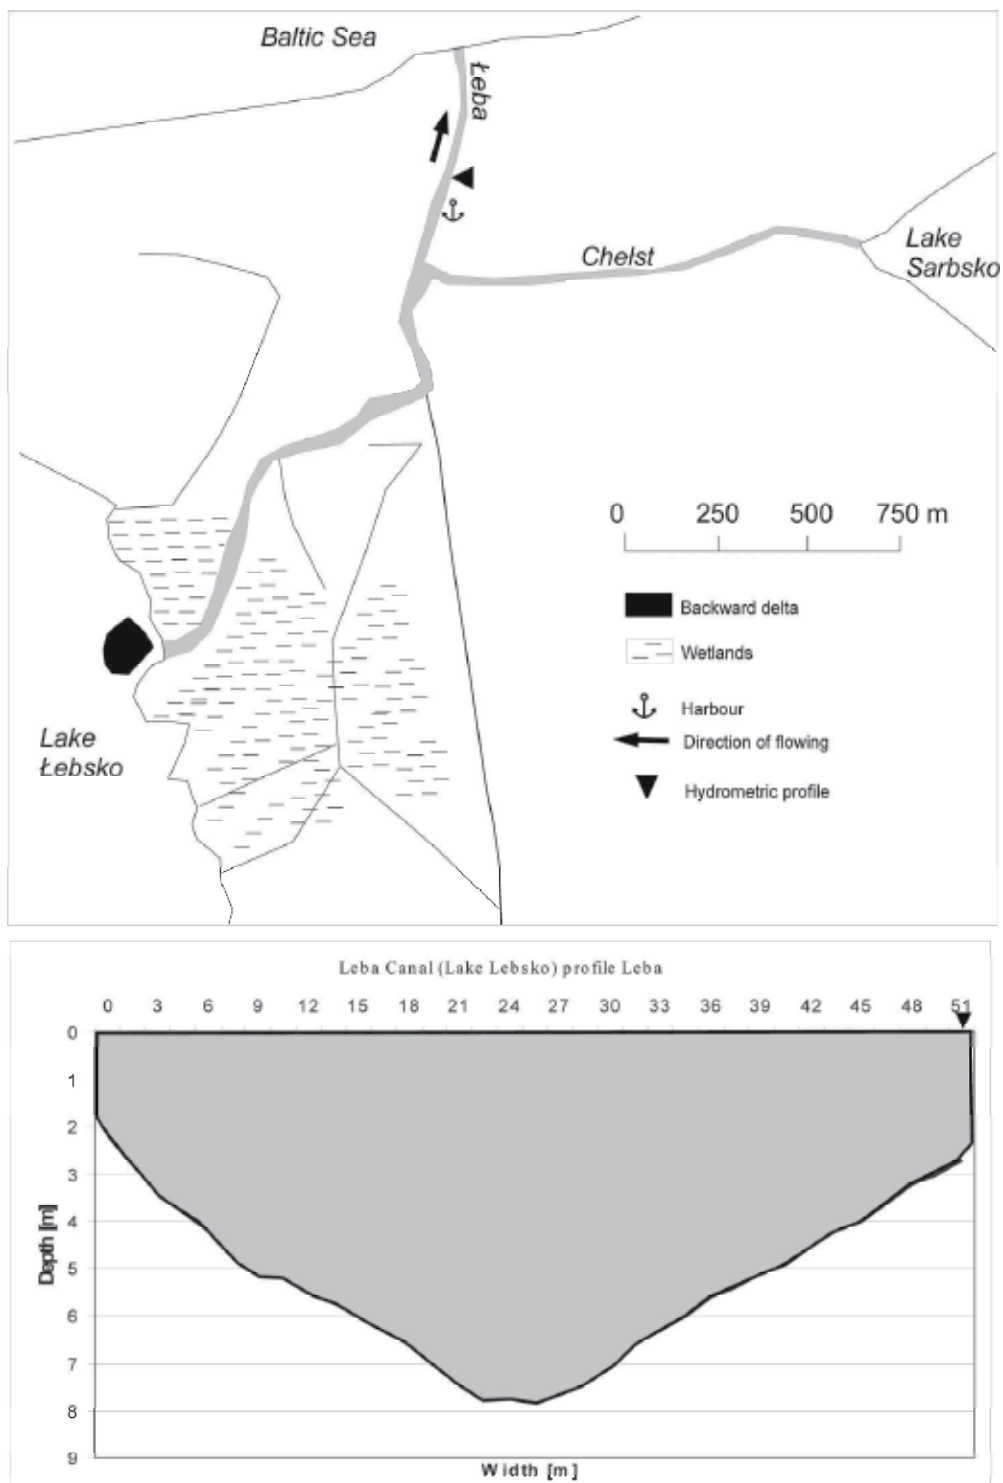 Baltic Sea
Łeba
Chelst
Lake
Sarbsko
0 250 500 750 m
Backward delta
Wetlands
Harbour
Direction of flowing
Hydrometric profile
Lake
Łebsko
Leba Canal (Lake Lebsko) profile Leba
0 3 6 9 12 15 18 21 24 27 30 33 36 39 42 45 48 51
0
1
2
3
4
5
6
7
8
9
Depth [m]
Width [m]